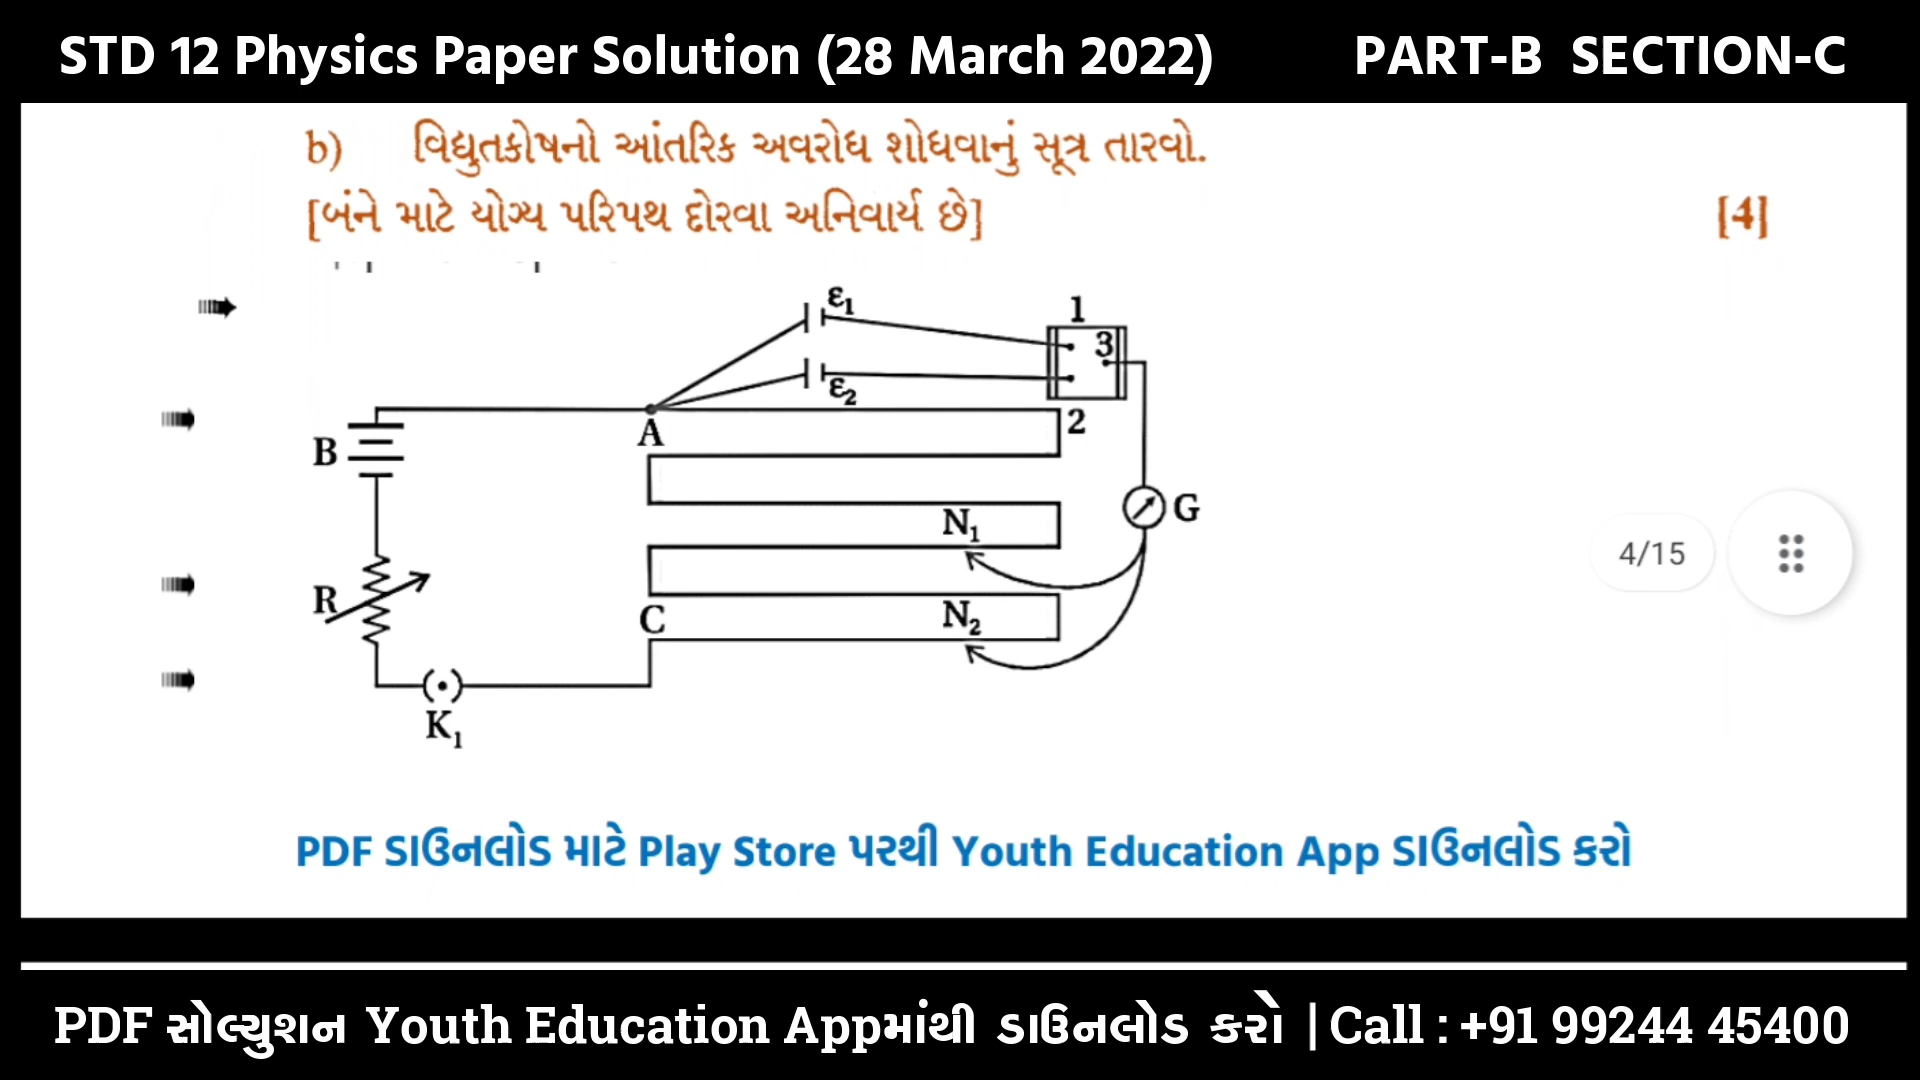 STD 12 Physics Paper Solution (28 March 2022) PART-B SECTION-C
b) વિદ્યુતકોષનો આંતરિક અવરોધ શોધવાનું સૂત્ર તારવો.
[બંને માટે યોગ્ય પરિપથ દોરવા અનિવાર્ય છે] [4]
ε₁
1
3
ε₂
2
A
B
N₁
G
4/15
R
C
N₂
K₁
PDF ડાઉનલોડ માટે Play Store પરથી Youth Education App ડાઉનલોડ કરો
PDF સોલ્યુશન Youth Education Appમાંથી ડાઉનલોડ કરો | Call : +91 99244 45400